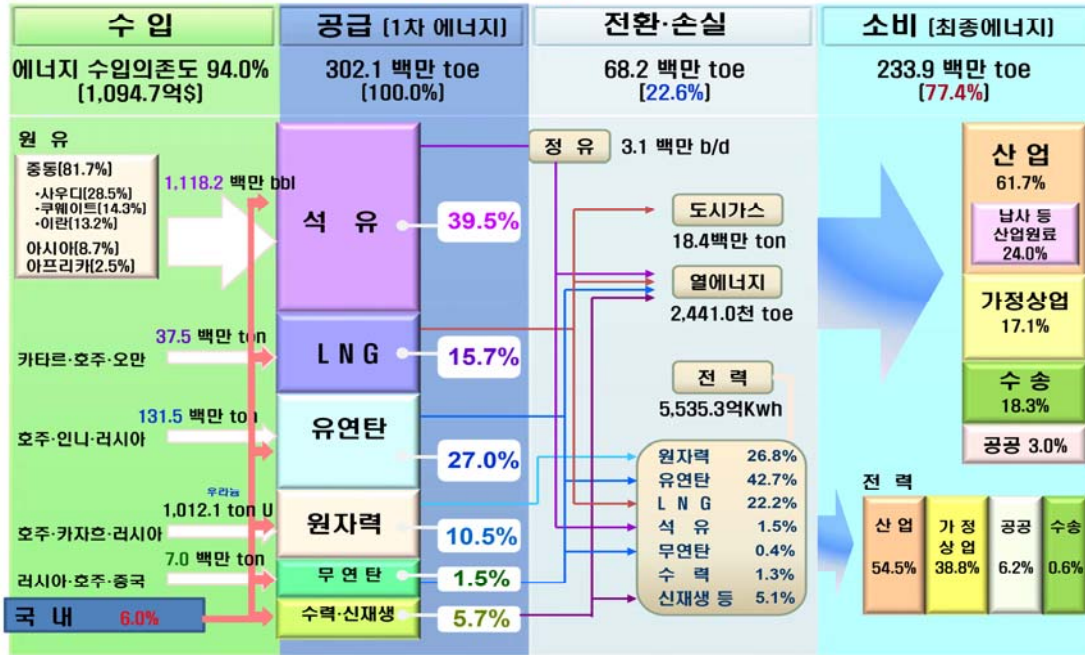 수 입
에너지 수입의존도 94.0%
(1,094.7억$)
원 유
중동(81.7%)
•사우디(28.5%)
•쿠웨이트(14.3%)
•이란(13.2%)
아시아(8.7%)
아프리카(2.5%)
1,118.2 백만 bbl
37.5 백만 ton
카타르·호주·오만
131.5 백만 ton
호주·인니·러시아
우라늄
1,012.1 ton U
호주·카자흐·러시아
7.0 백만 ton
러시아·호주·중국
국 내 6.0%
공급 (1차 에너지)
302.1 백만 toe
(100.0%)
석 유
39.5%
L N G
15.7%
유연탄
27.0%
원자력
10.5%
무 연 탄
1.5%
수력·신재생
5.7%
전환·손실
68.2 백만 toe
(22.6%)
정 유 3.1 백만 b/d
도시가스
18.4백만 ton
열에너지
2,441.0천 toe
전 력
5,535.3억Kwh
원자력 26.8%
유연탄 42.7%
L N G 22.2%
석 유 1.5%
무연탄 0.4%
수 력 1.3%
신재생 등 5.1%
소비 (최종에너지)
233.9 백만 toe
(77.4%)
산 업
61.7%
납사 등
산업원료
24.0%
가정상업
17.1%
수 송
18.3%
공공 3.0%
전 력
산 업
54.5%
가 정
상 업
38.8%
공공
6.2%
수송
0.6%